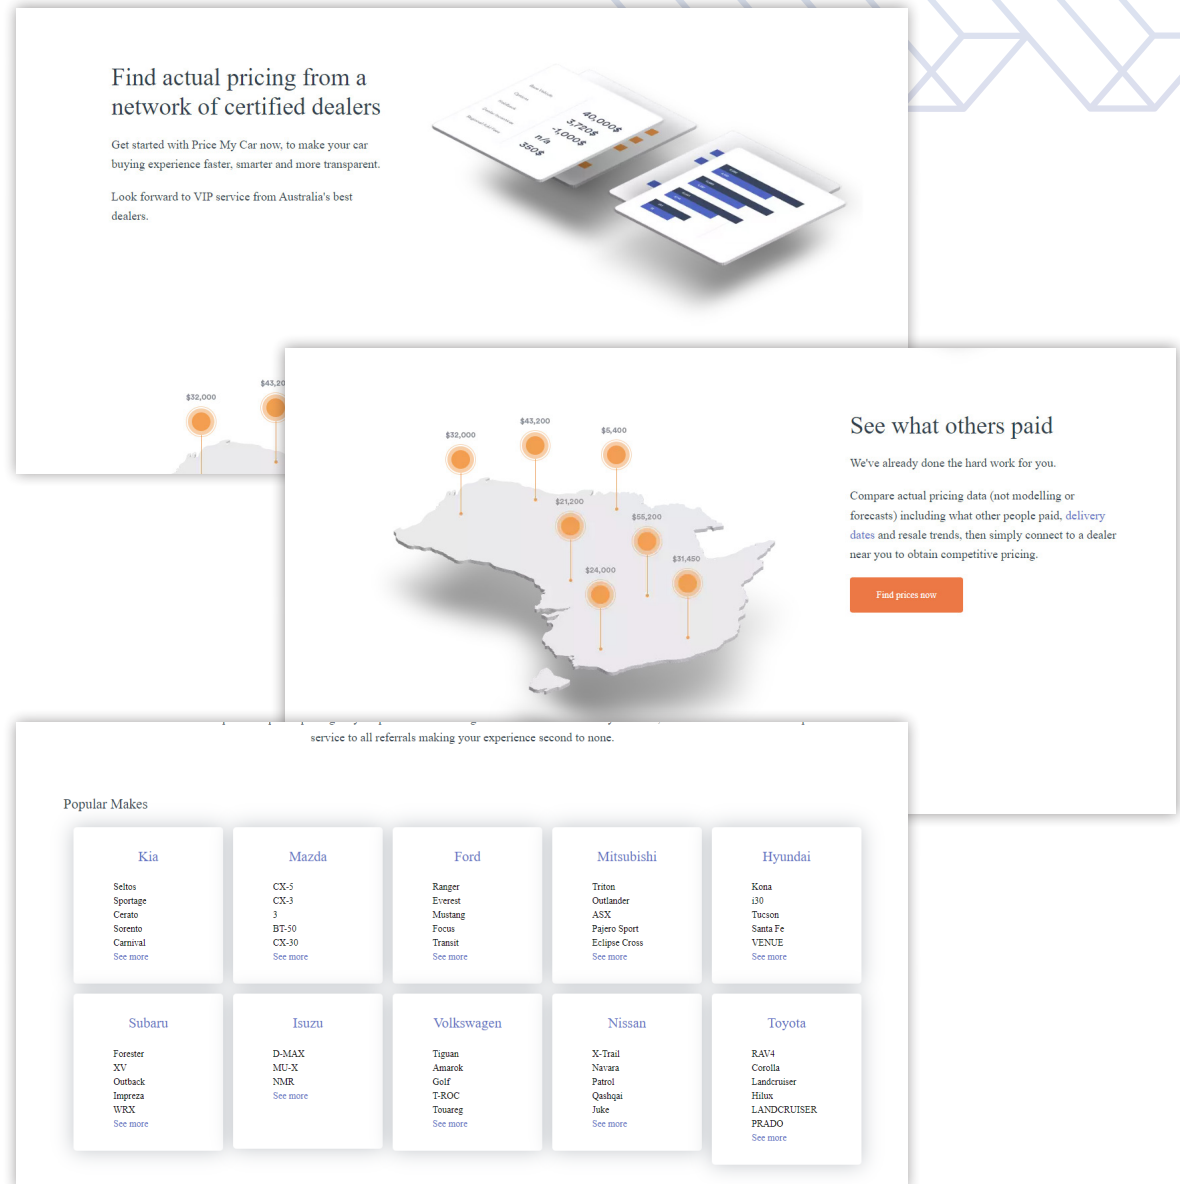 Find actual pricing from a
network of certified dealers
Get started with Price My Car now, to make your car
buying experience faster, smarter and more transparent.
Look forward to VIP service from Australia's best
dealers.
40,000$
3,720$
-1,000$
n/a
350$
$32,000
$43,20
$32,000
$43,200
$5,400
$21,200
$55,200
$31,450
$24,000
See what others paid
We've already done the hard work for you.
Compare actual pricing data (not modelling or
forecasts) including what other people paid, delivery
dates and resale trends, then simply connect to a dealer
near you to obtain competitive pricing.
Find prices now
service to all referrals making your experience second to none.
Popular Makes
Kia
Seltos
Sportage
Cerato
Sorento
Carnival
See more
Mazda
CX-5
CX-3
3
BT-50
CX-30
See more
Ford
Ranger
Everest
Mustang
Focus
Transit
See more
Mitsubishi
Triton
Outlander
ASX
Pajero Sport
Eclipse Cross
See more
Hyundai
Kona
i30
Tucson
Santa Fe
VENUE
See more
Subaru
Forester
XV
Outback
Impreza
WRX
See more
Isuzu
D-MAX
MU-X
NMR
See more
Volkswagen
Tiguan
Amarok
Golf
T-ROC
Touareg
See more
Nissan
X-Trail
Navara
Patrol
Qashqai
Juke
See more
Toyota
RAV4
Corolla
Landcruiser
Hilux
LANDCRUISER
PRADO
See more